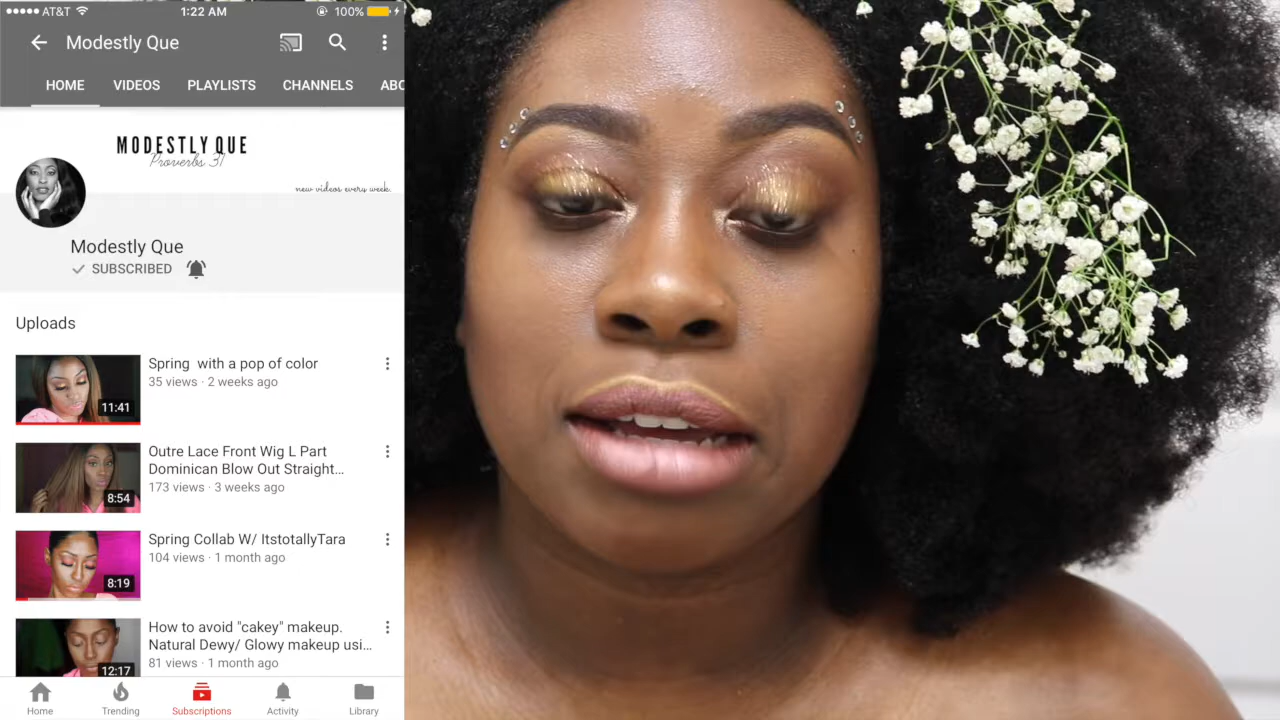 AT&T 1:22 AM 100%
Modestly Que
HOME VIDEOS PLAYLISTS CHANNELS ABO
MODESTLY QUE
Proverbs 31
new videos every week.
Modestly Que
SUBSCRIBED
Uploads
Spring with a pop of color
35 views · 2 weeks ago
11:41
Outre Lace Front Wig L Part
Dominican Blow Out Straight...
173 views · 3 weeks ago
8:54
Spring Collab W/ ItstotallyTara
104 views · 1 month ago
8:19
How to avoid "cakey" makeup.
Natural Dewy/ Glowy makeup usi...
81 views · 1 month ago
12:17
Home Trending Subscriptions Activity Library